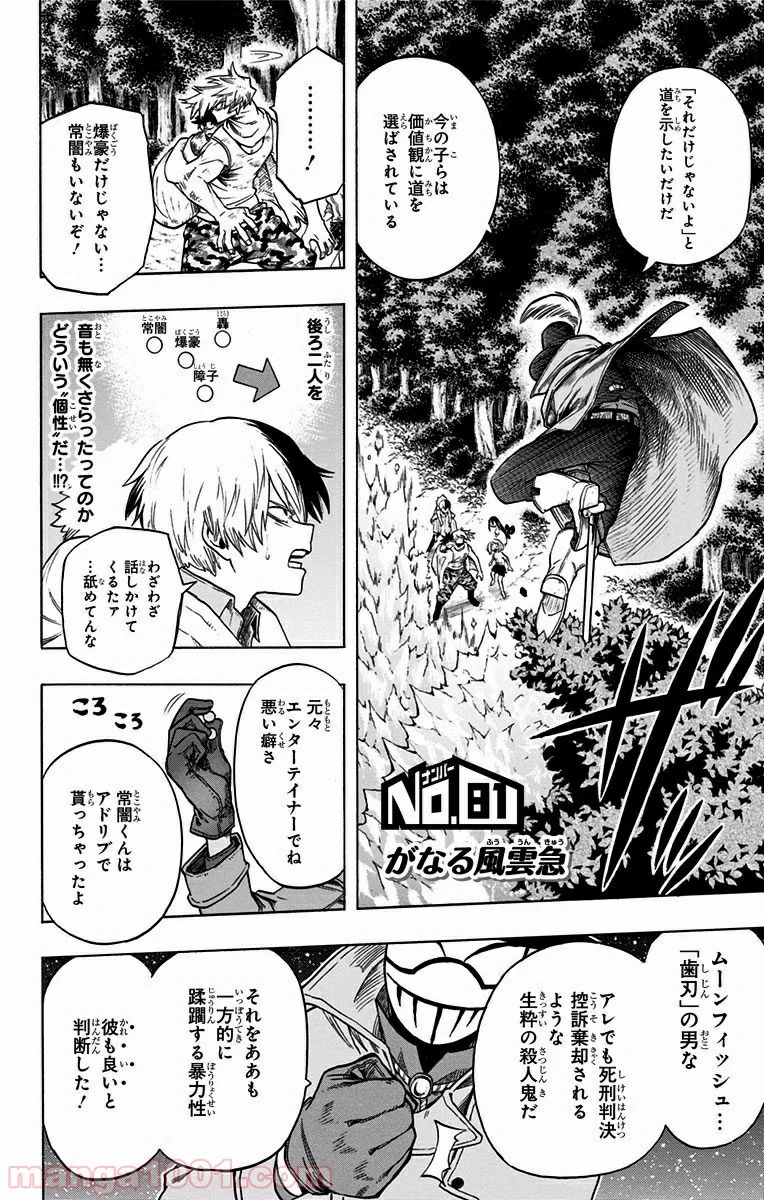 「それだけじゃないよ」と
道を示したいだけだ
今の子らは
価値観に道を
選ばされている
No.81
ナンバー
がなる風雲急
…………！
爆豪だけじゃない…
常闇もいないぞ！
後ろ二人を
轟
爆豪
常闇
障子
音も無くさらったってのか
どういう“個性”だ…!!?
わざわざ
話しかけて
くるたァ
…舐めてんな
元々
エンターテイナーでね
悪い癖さ
ころころ
常闇くんは
アドリブで
貰っちゃったよ
ムーンフィッシュ…
「歯刃」の男な
アレでも死刑判決
控訴棄却される
ような
生粋の殺人鬼だ
それをああも
一方的に
蹂躙する暴力性
彼も良いと
判断した！
manga1001.com